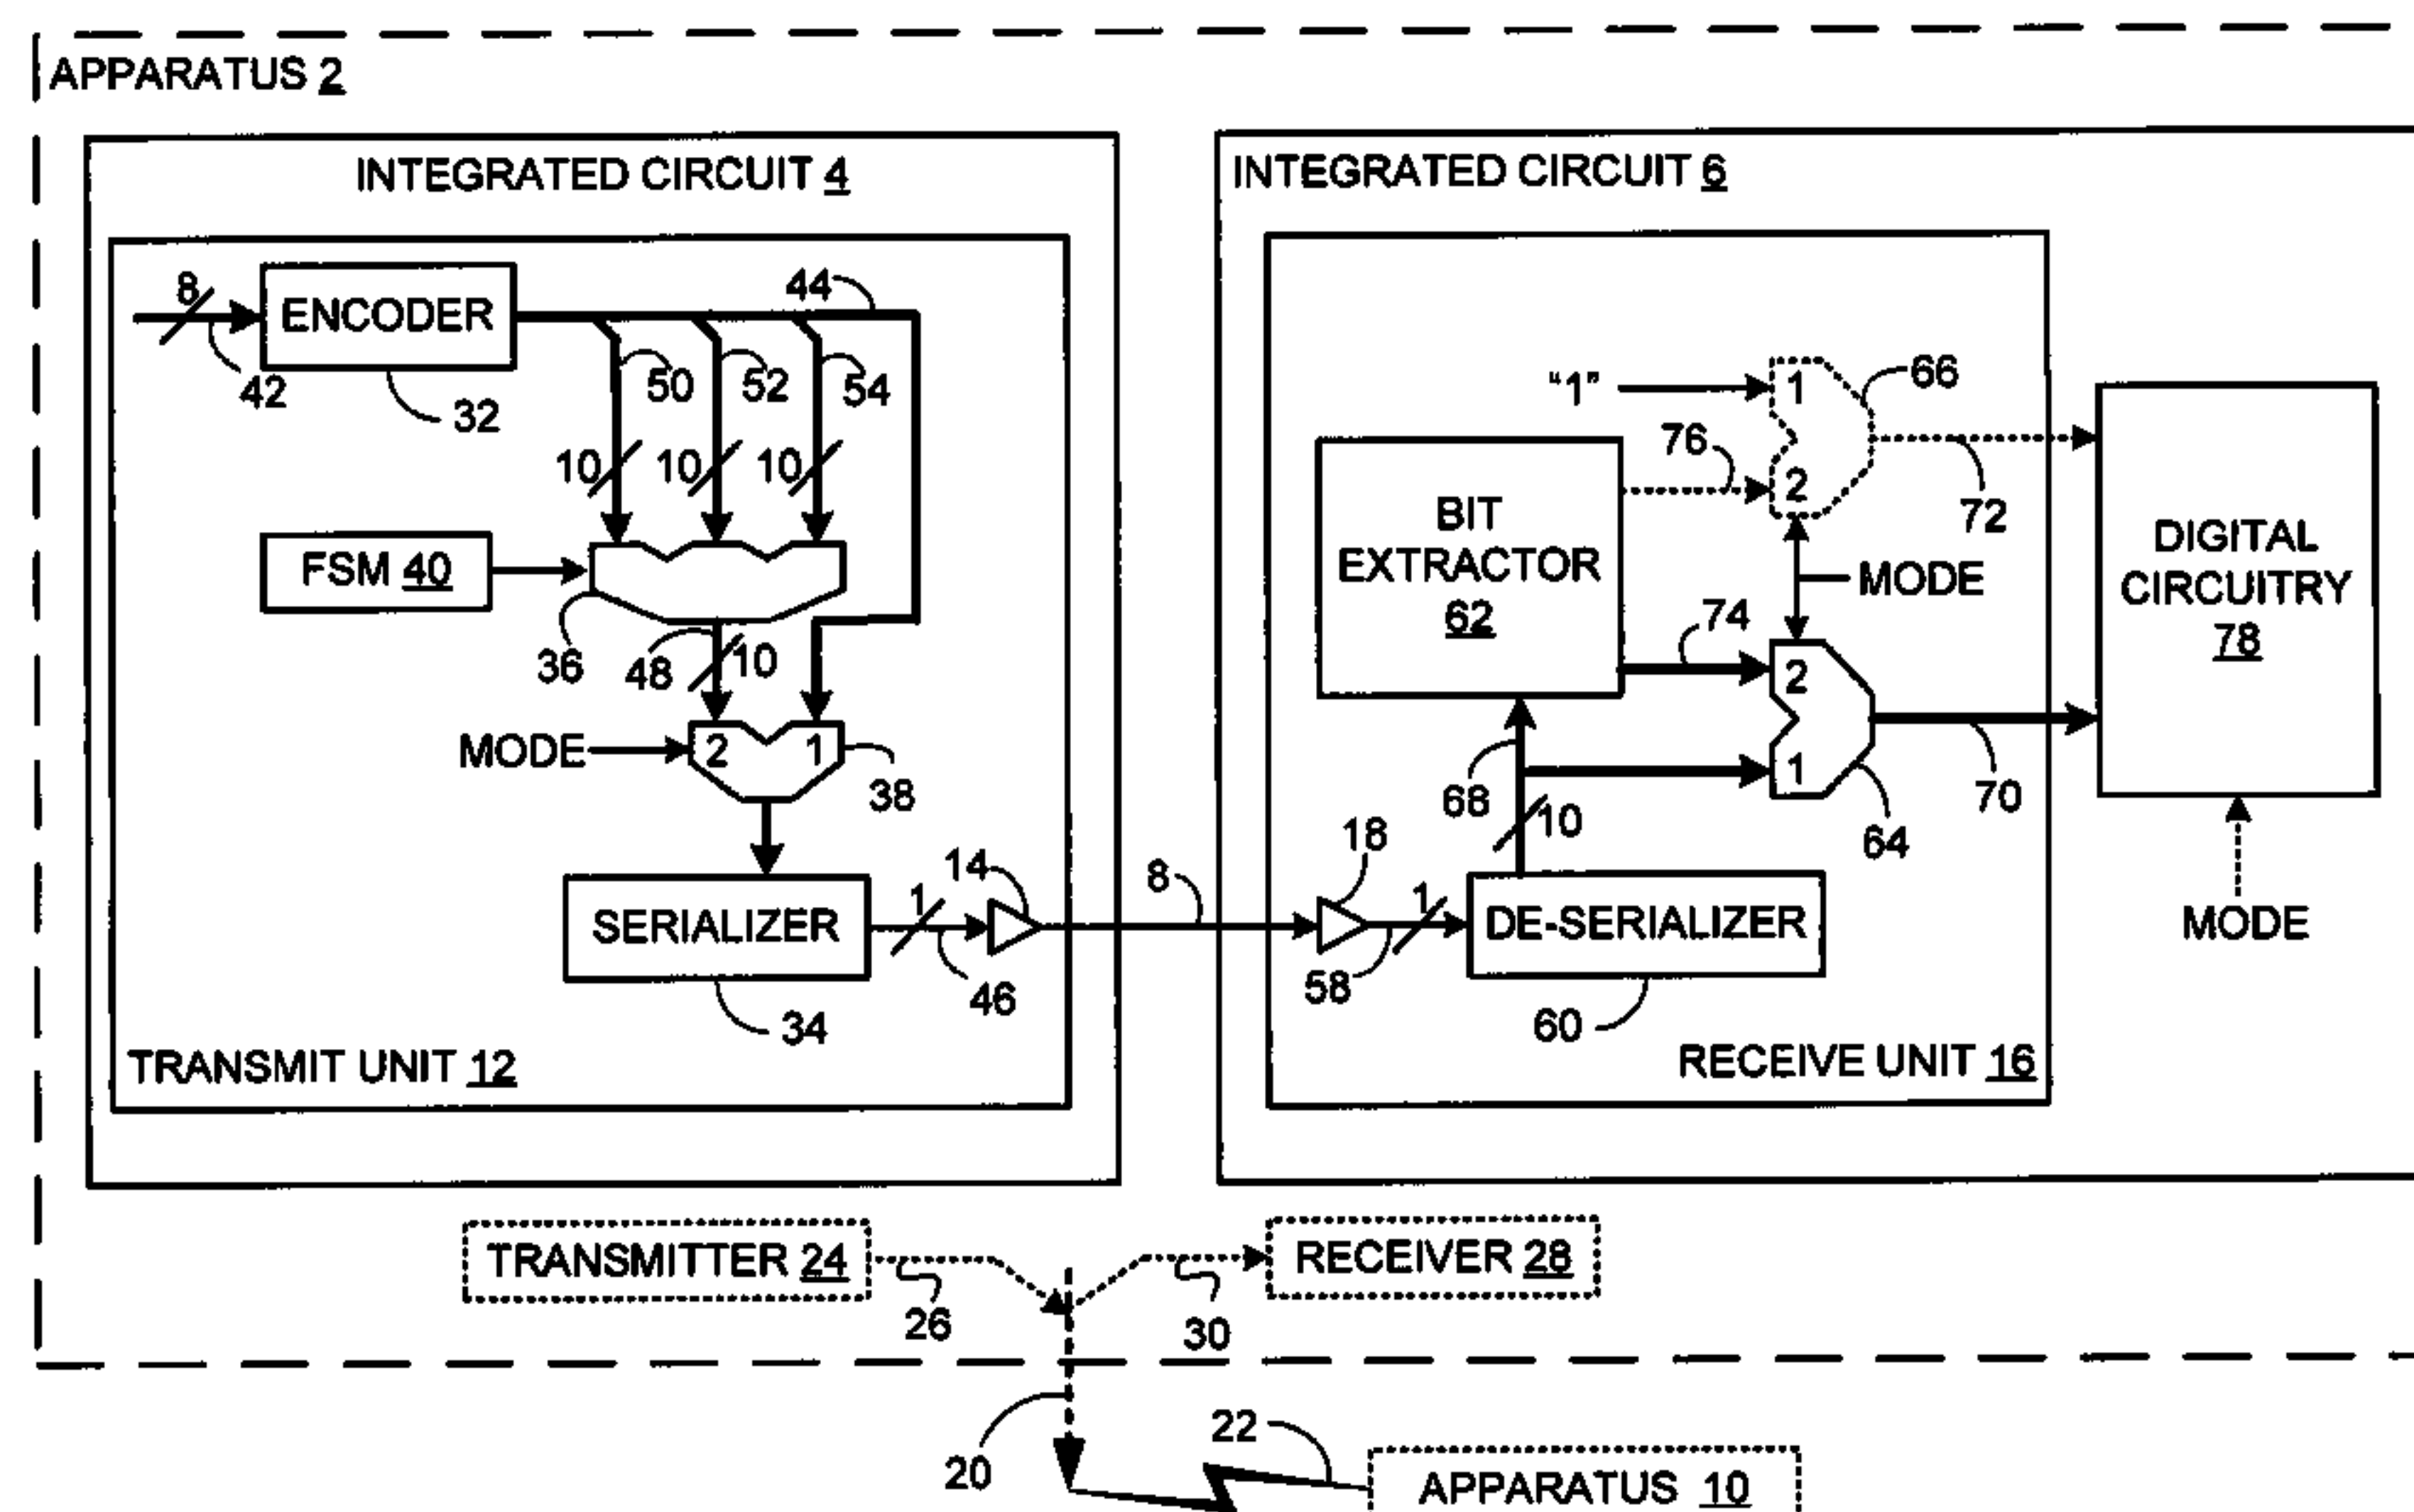 APPARATUS 2
INTEGRATED CIRCUIT 4
8
ENCODER
42
32
44
50
52
54
10
10
10
FSM 40
36
48
10
MODE
2
1
38
SERIALIZER
34
1
46
14
TRANSMIT UNIT 12
8
INTEGRATED CIRCUIT 6
"1"
1
66
76
2
72
BIT
EXTRACTOR
62
MODE
74
2
1
64
70
68
10
18
58
1
DE-SERIALIZER
60
RECEIVE UNIT 16
DIGITAL
CIRCUITRY
78
MODE
TRANSMITTER 24
26
RECEIVER 28
30
20
22
APPARATUS 10